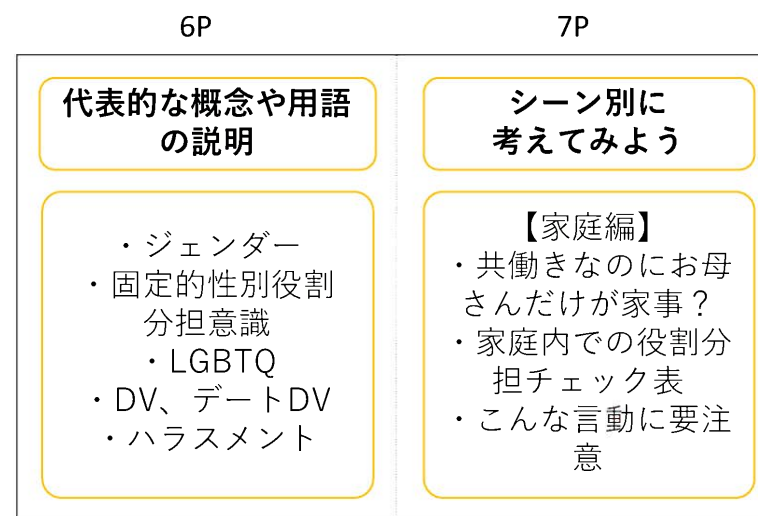 6P
代表的な概念や用語
の説明
・ジェンダー
・固定的性別役割
分担意識
・LGBTQ
・DV、デートDV
・ハラスメント
7P
シーン別に
考えてみよう
【家庭編】
・共働きなのにお母
さんだけが家事？
・家庭内での役割分
担チェック表
・こんな言動に要注
意